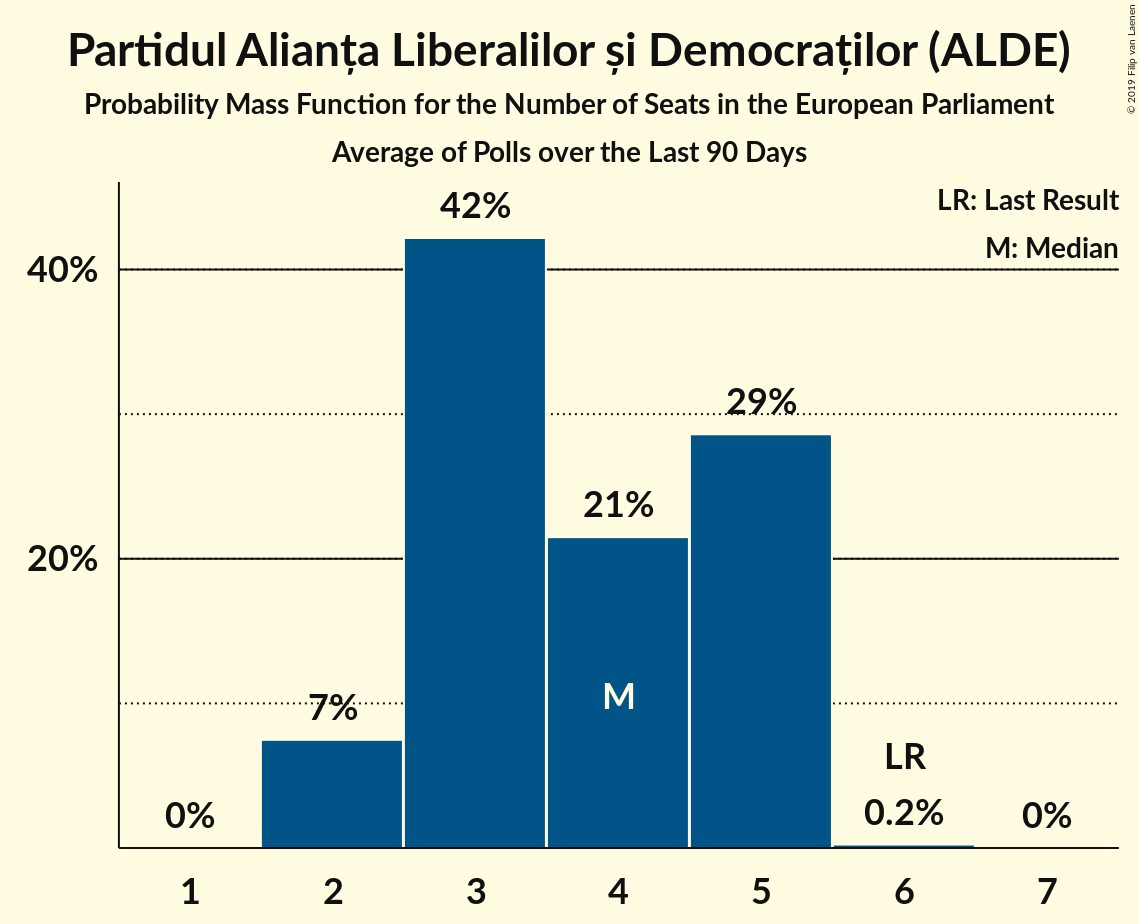 Partidul Alianța Liberalilor și Democraților (ALDE)
Probability Mass Function for the Number of Seats in the European Parliament
Average of Polls over the Last 90 Days
© 2019 Filip van Laenen
LR: Last Result
M: Median
42%
40%
29%
21%
20%
7%
M
LR
0%
0.2%
0%
1 2 3 4 5 6 7